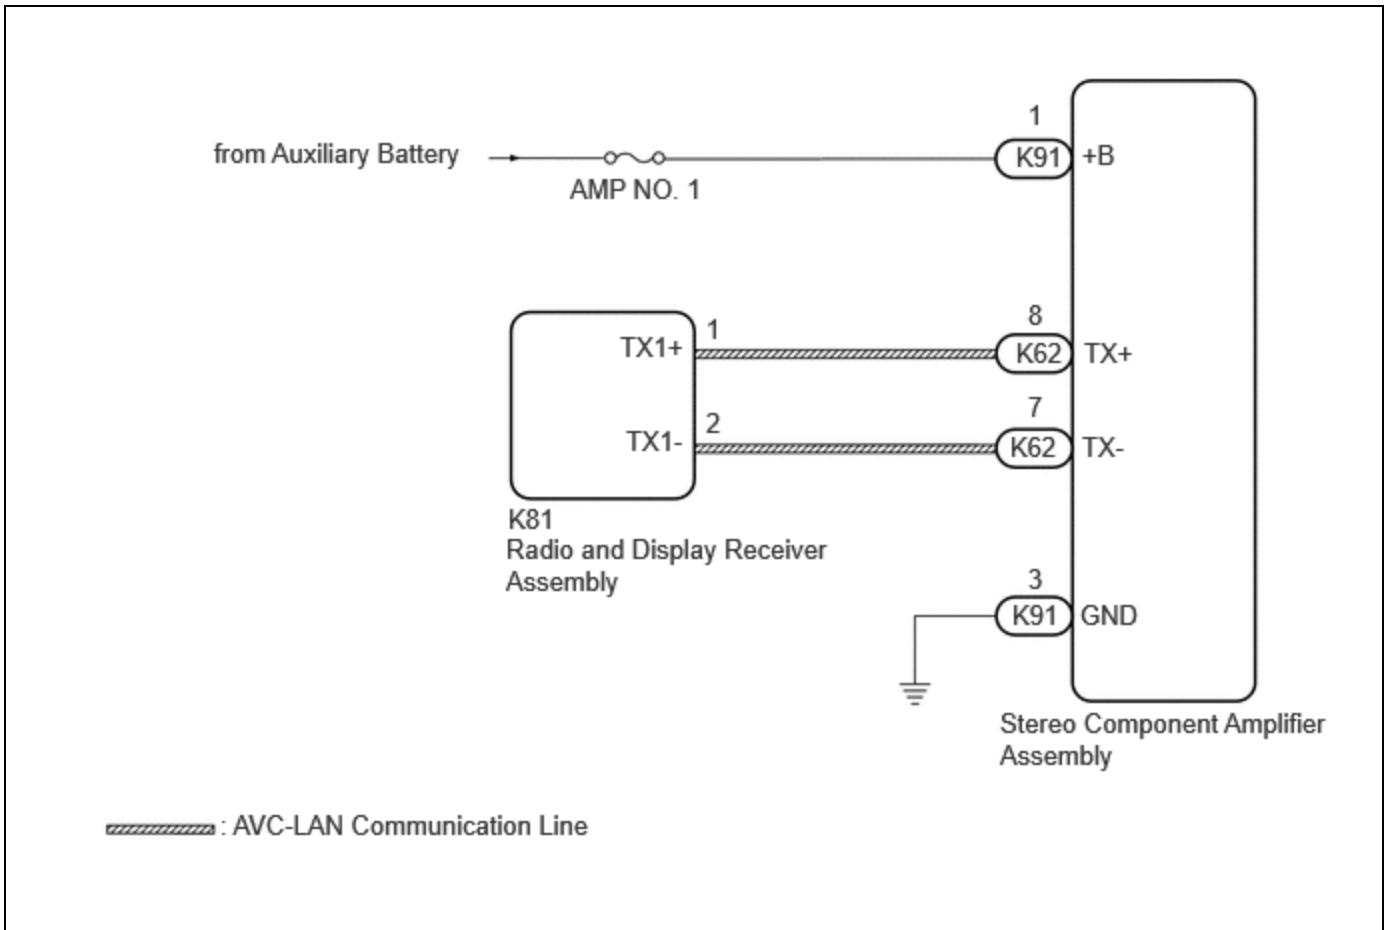 1
from Auxiliary Battery
K91 +B
AMP NO. 1
8
1
TX1+
K62 TX+
7
2
TX1-
K62 TX-
K81
Radio and Display Receiver
Assembly
3
K91 GND
Stereo Component Amplifier
Assembly
: AVC-LAN Communication Line